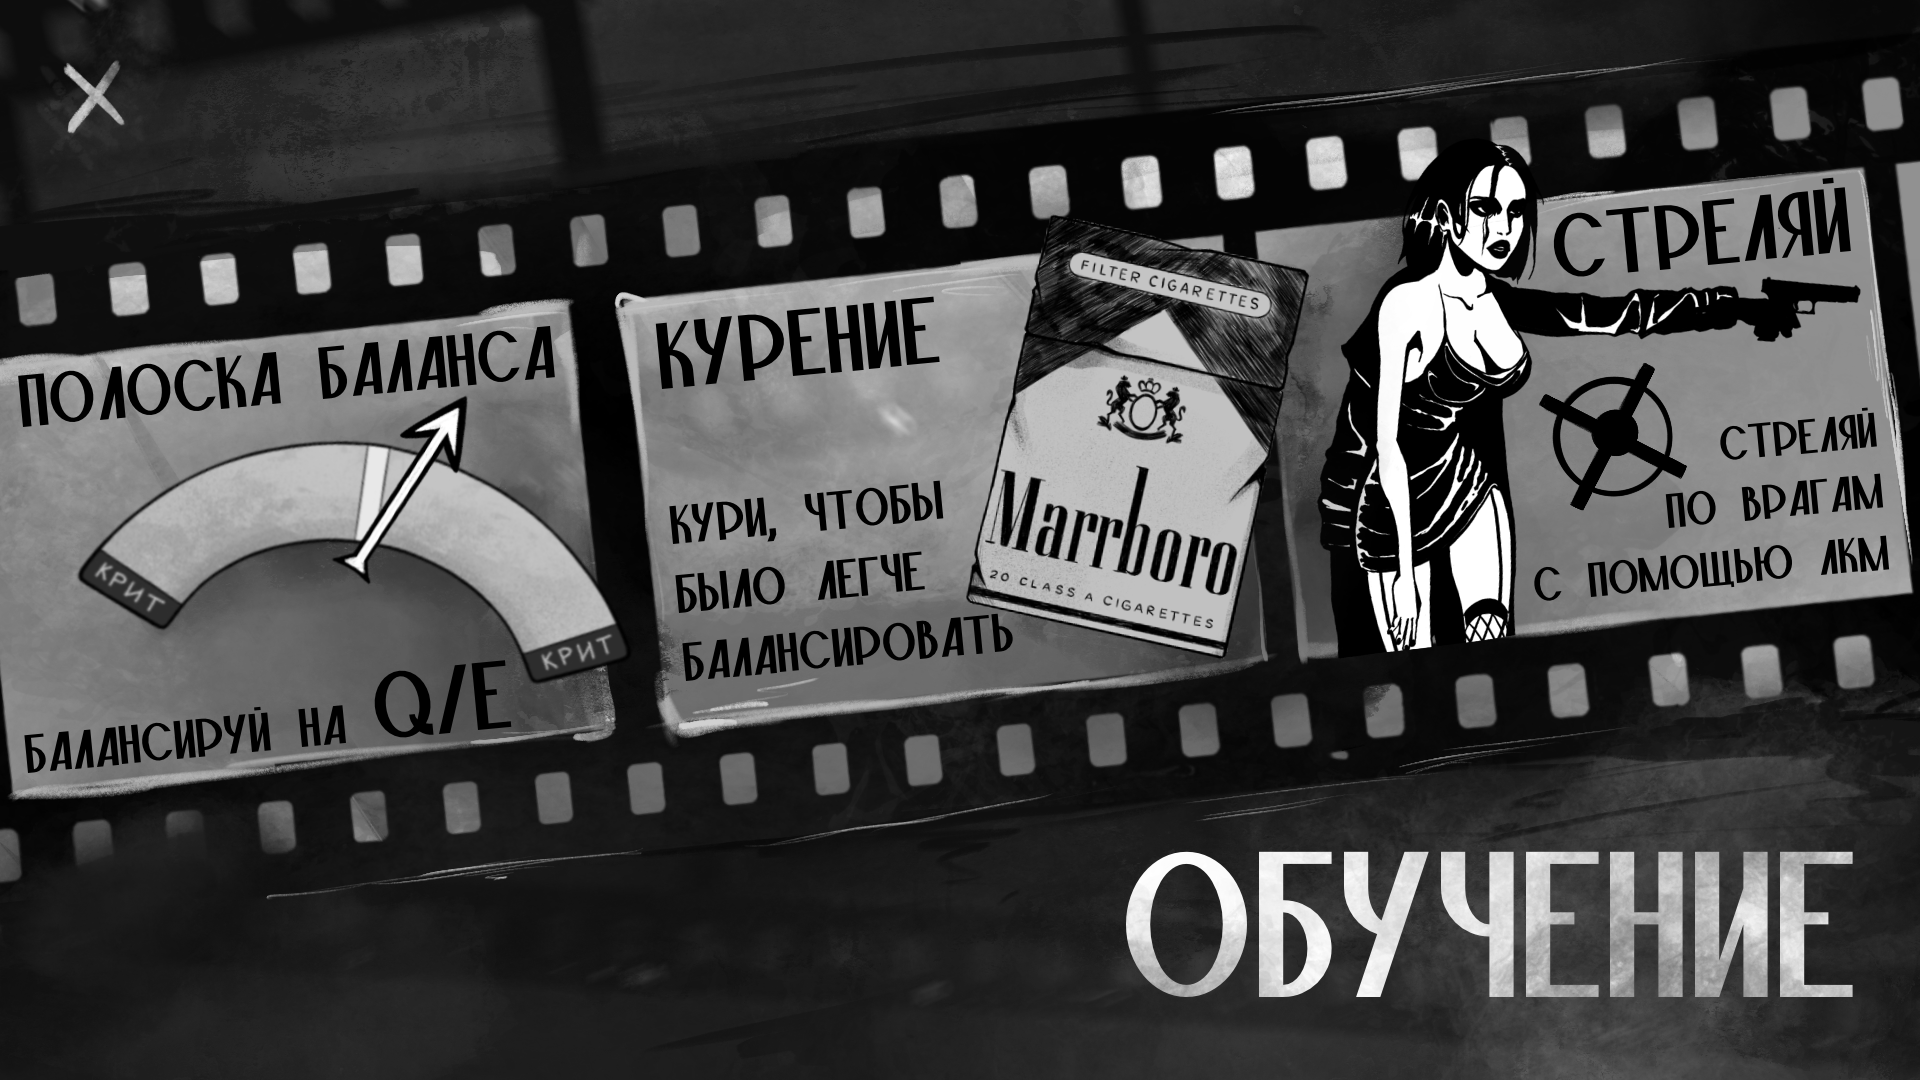 ПОЛОСКА БАЛАНСА
КРИТ
КРИТ
БАЛАНСИРУЙ НА Q/E
КУРЕНИЕ
КУРИ, ЧТОБЫ
БЫЛО ЛЕГЧЕ
БАЛАНСИРОВАТЬ
FILTER CIGARETTES
Marrboro
20 CLASS A CIGARETTES
СТРЕЛЯЙ
СТРЕЛЯЙ
ПО ВРАГАМ
С ПОМОЩЬЮ ЛКМ
ОБУЧЕНИЕ